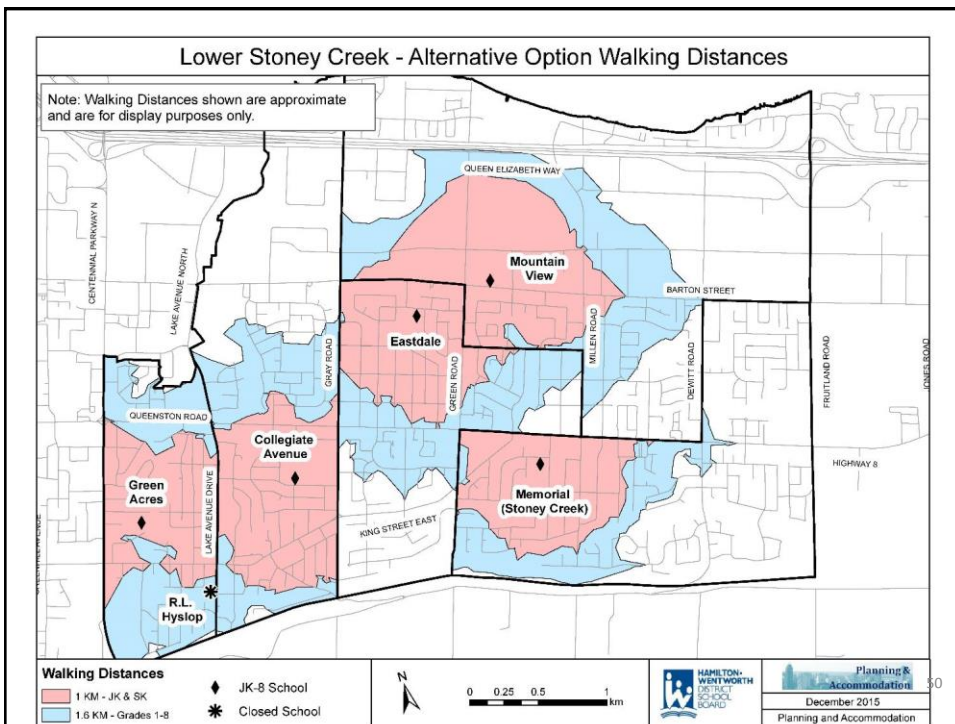 Lower Stoney Creek - Alternative Option Walking Distances
Note: Walking Distances shown are approximate
and are for display purposes only.
QUEEN ELIZABETH WAY
CENTENNIAL PARKWAY N
LAKE AVENUE NORTH
Mountain
View
BARTON STREET
Eastdale
GRAY ROAD
GREEN ROAD
MILLEN ROAD
DEWITT ROAD
FRUITLAND ROAD
JONES ROAD
QUEENSTON ROAD
Collegiate
Avenue
HIGHWAY 8
Green
Acres
LAKE AVENUE DRIVE
Memorial
(Stoney Creek)
KING STREET EAST
R.L.
Hyslop
Walking Distances
1 KM - JK & SK
1.6 KM - Grades 1-8
JK-8 School
Closed School
N
0 0.25 0.5 1
km
HAMILTON-
WENTWORTH
DISTRICT
SCHOOL
BOARD
Planning &
Accommodation
December 2015
Planning and Accommodation
50